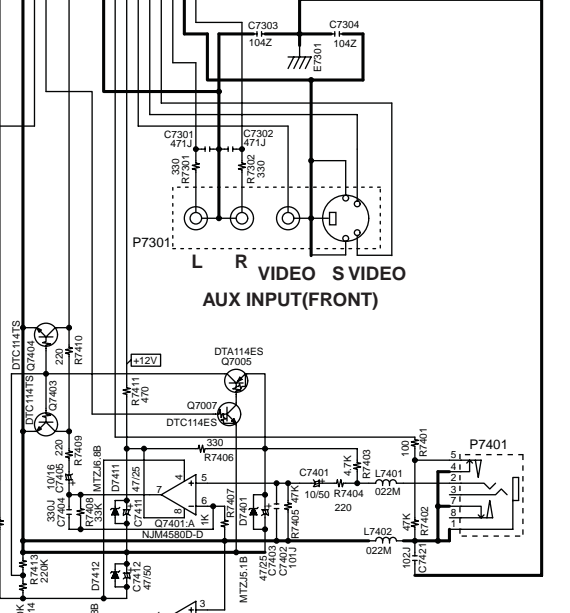 C7303
104Z
C7304
104Z
E7301
C7301
471J
C7302
471J
330
R7301
R7302
330
P7301
L R VIDEO S VIDEO
AUX INPUT(FRONT)
DTC114TS
Q7404
220
R7410
DTC114TS
Q7403
+12V
R7411
470
DTA114ES
Q7005
Q7007
DTC114ES
330
R7406
10/16
C7405
220
R7409
330J
C7404
R7408
33K
MTZJ6.8B
D7411
47/25
C7411
4
5
7
6
8
Q7401:A
NJM4580D-D
1K
R7407
D7401
MTZJ5.1B
47/25
C7403
C7402
101J
R7405
47K
C7401
10/50
R7404
220
4.7K
R7403
L7401
022M
L7402
022M
100
R7401
47K
R7402
102J
C7421
P7401
5
4
2
3
7
8
1
R7413
220K
D7412
C7412
47/50
3
K
14
8B